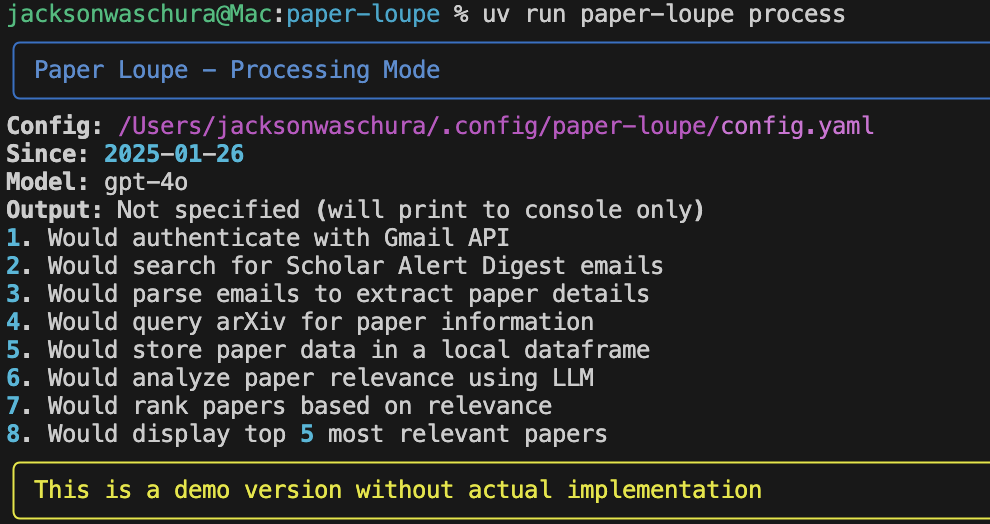 jacksonwaschura@Mac:paper-loupe % uv run paper-loupe process
Paper Loupe – Processing Mode
Config: /Users/jacksonwaschura/.config/paper-loupe/config.yaml
Since: 2025-01-26
Model: gpt-4o
Output: Not specified (will print to console only)
1. Would authenticate with Gmail API
2. Would search for Scholar Alert Digest emails
3. Would parse emails to extract paper details
4. Would query arXiv for paper information
5. Would store paper data in a local dataframe
6. Would analyze paper relevance using LLM
7. Would rank papers based on relevance
8. Would display top 5 most relevant papers
This is a demo version without actual implementation